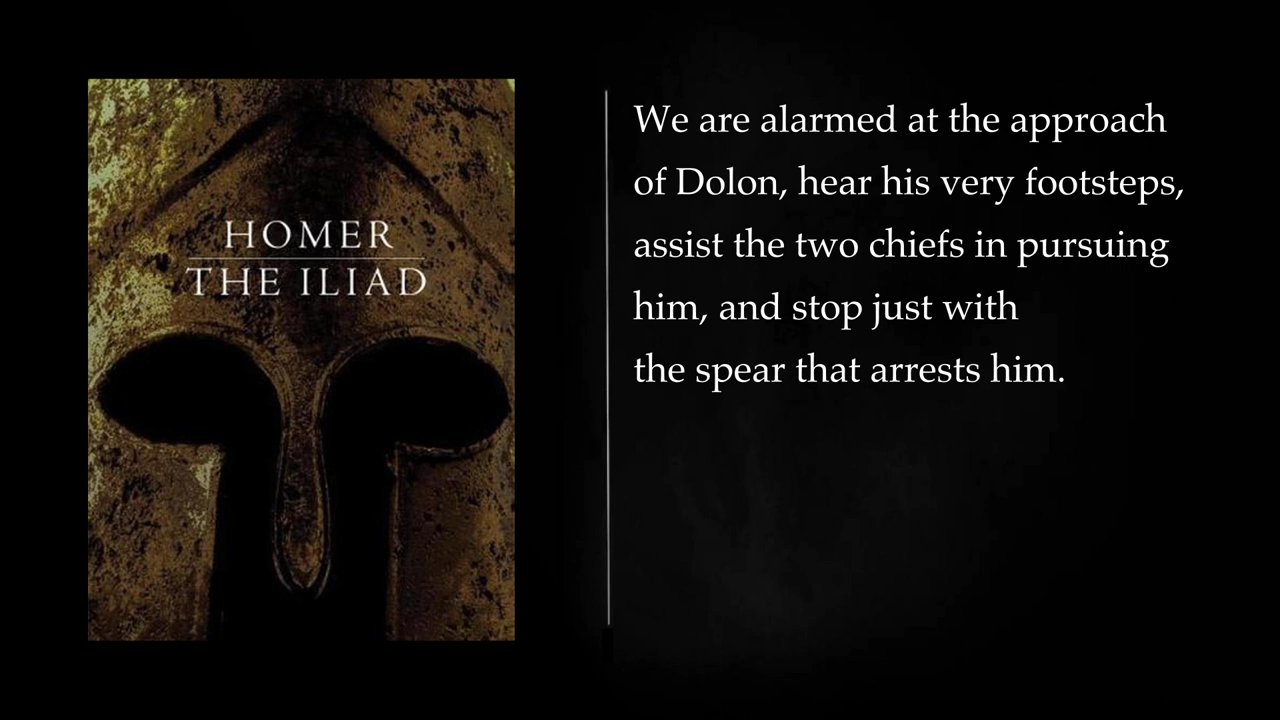 HOMER
THE ILIAD
We are alarmed at the approach
of Dolon, hear his very footsteps,
assist the two chiefs in pursuing
him, and stop just with
the spear that arrests him.